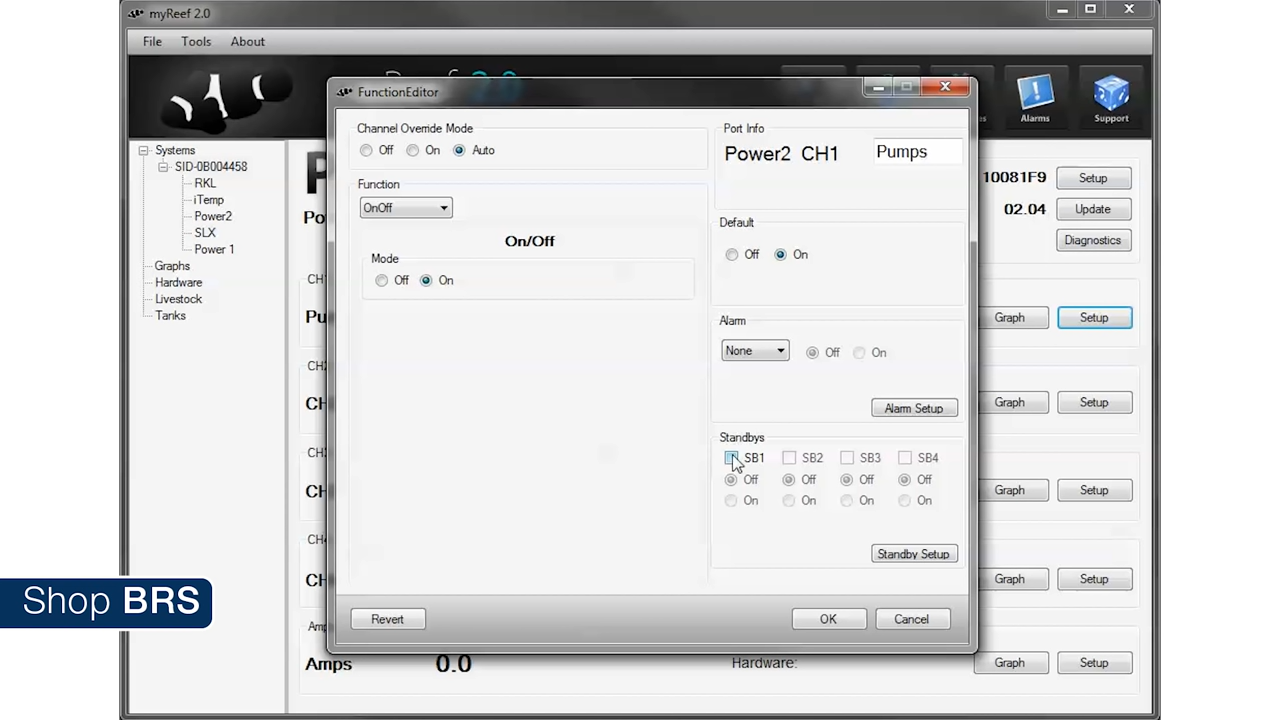 myReef 2.0
File Tools About
2.0
Alarms
Support
FunctionEditor
Channel Override Mode
Off On Auto
Function
OnOff
On/Off
Mode
Off On
Port Info
Power2 CH1
Pumps
Default
Off On
Alarm
None
Off On
Alarm Setup
Standbys
SB1 SB2 SB3 SB4
Off Off Off Off
On On On On
Standby Setup
Revert
OK
Cancel
Systems
SID-0B004458
RKL
iTemp
Power2
SLX
Power 1
Graphs
Hardware
Livestock
Tanks
10081F9
Setup
02.04
Update
Diagnostics
Graph
Setup
Graph
Setup
Graph
Setup
Graph
Setup
Amps
0.0
Hardware:
Graph
Setup
Shop BRS